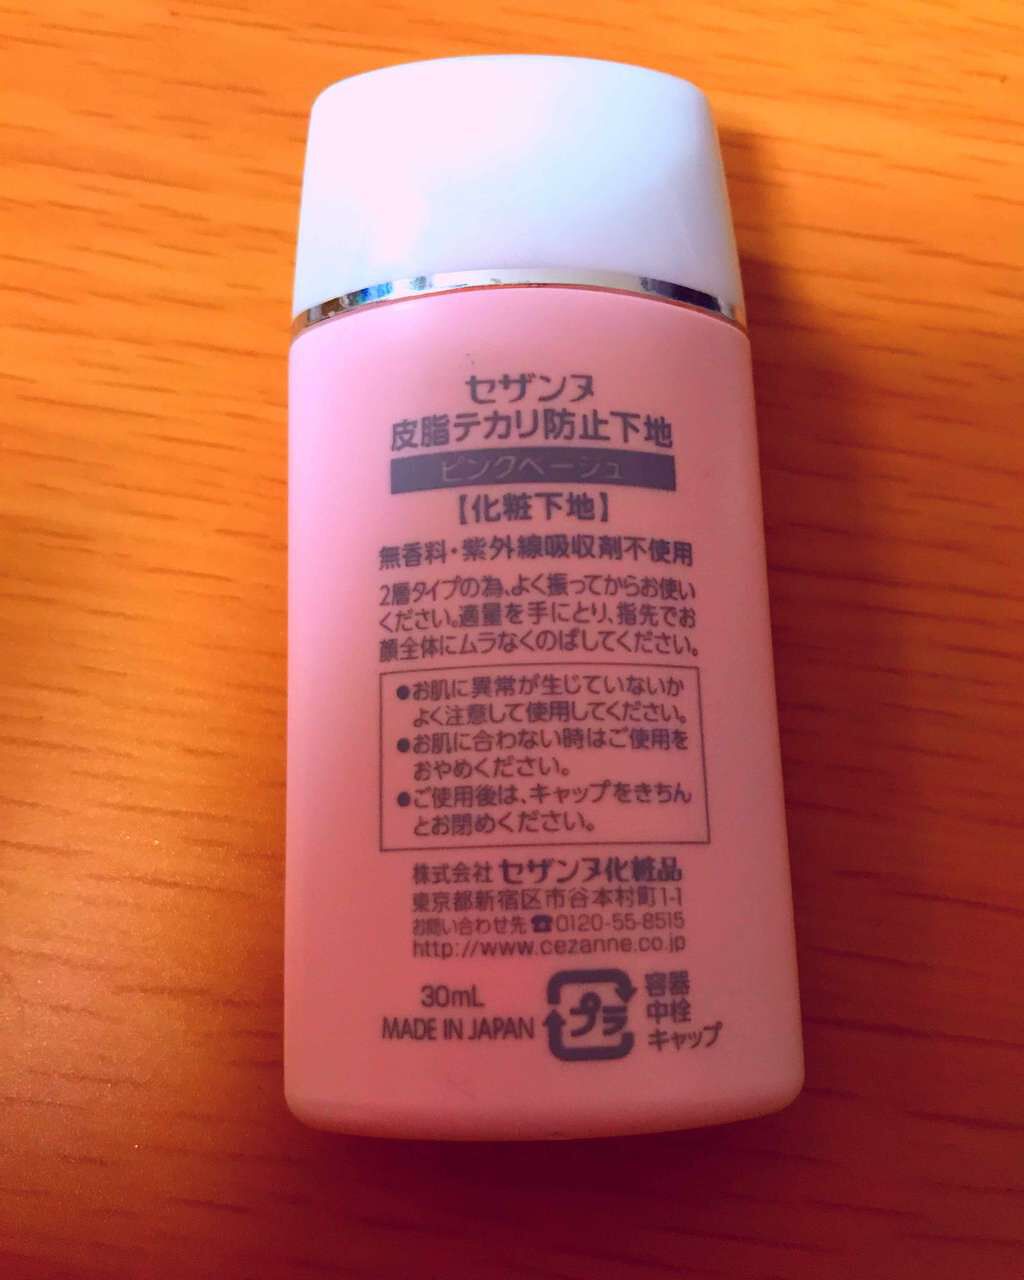 セザンヌ
皮脂テカリ防止下地
ピンクベージュ
【化粧下地】
無香料・紫外線吸収剤不使用
2層タイプの為、よく振ってからお使い
ください。適量を手にとり、指先でお
顔全体にムラなくのばしてください。
●お肌に異常が生じていないか
よく注意して使用してください。
●お肌に合わない時はご使用を
おやめください。
●ご使用後は、キャップをきちん
とお閉めください。
株式会社 セザンヌ化粧品
東京都新宿区市谷本村町1-1
お問い合わせ先☎0120-55-8515
http://www.cezanne.co.jp
30mL
MADE IN JAPAN
プラ
容器
中栓
キャップ